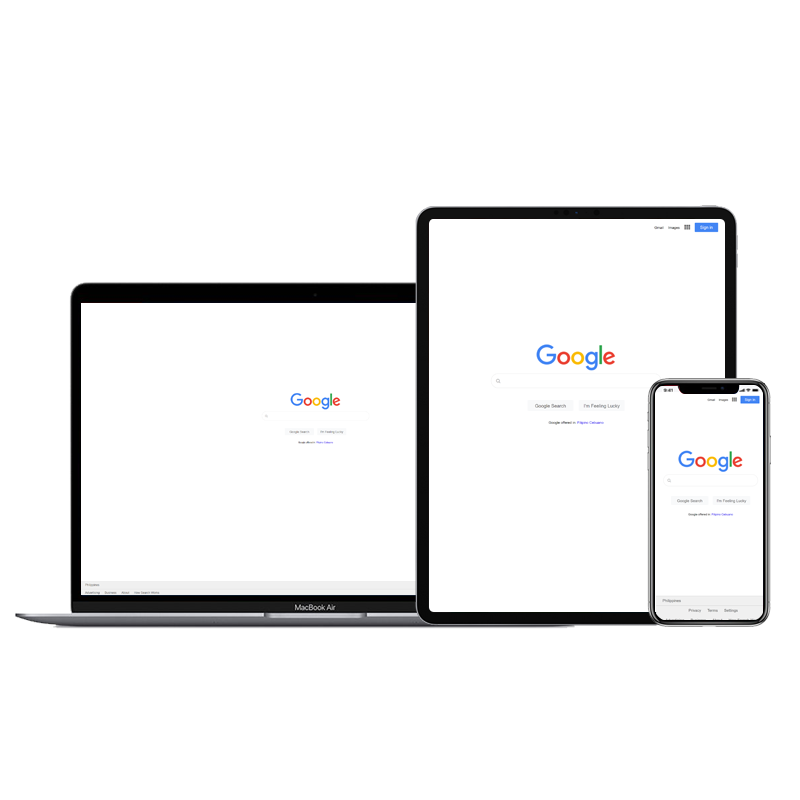 Google
Google Search I'm Feeling Lucky
Google offered in: Filipino Cebuano
Philippines
Advertising Business About How Search Works
MacBook Air
Gmail Images Sign in
Google
Google Search I'm Feeling Lucky
Google offered in: Filipino Cebuano
9:41
Gmail Images Sign in
Google
Google Search I'm Feeling Lucky
Google offered in: Filipino Cebuano
Philippines
Privacy Terms Settings